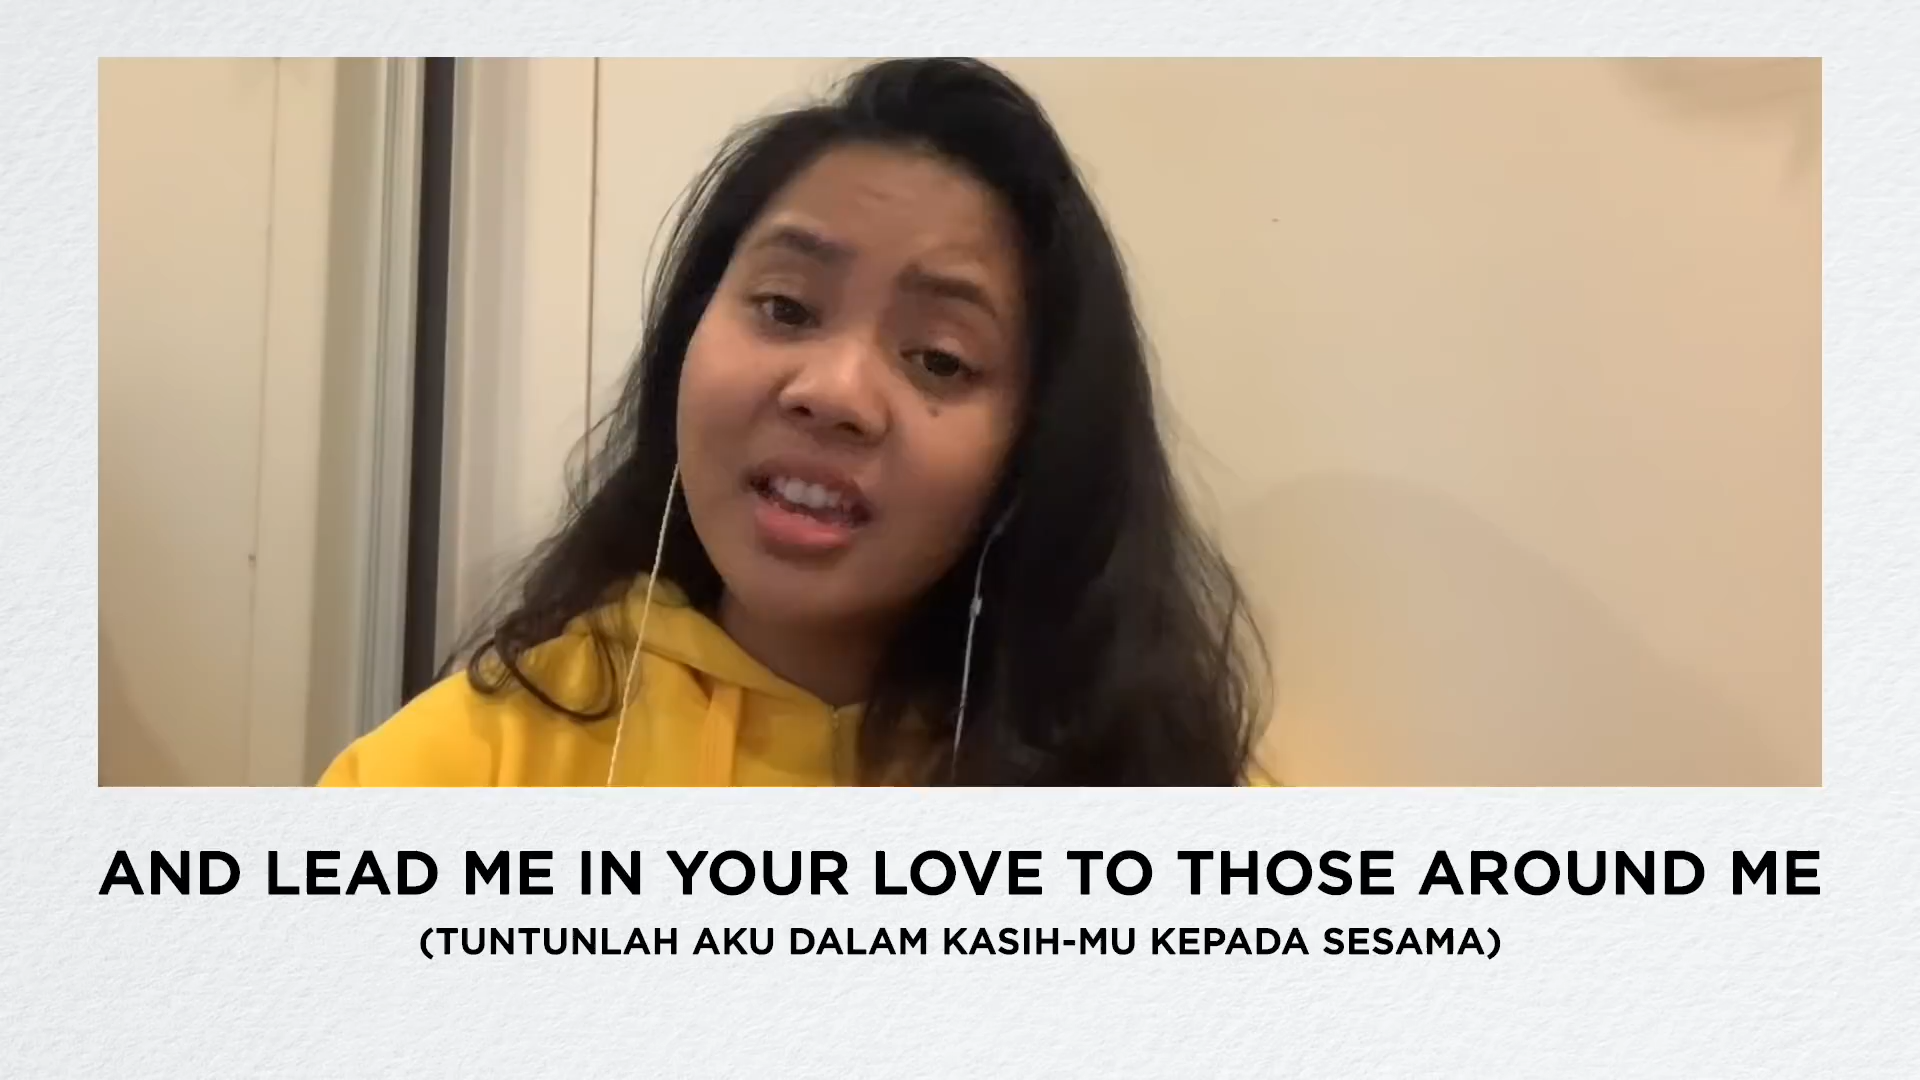 AND LEAD ME IN YOUR LOVE TO THOSE AROUND ME
(TUNTUNLAH AKU DALAM KASIH-MU KEPADA SESAMA)